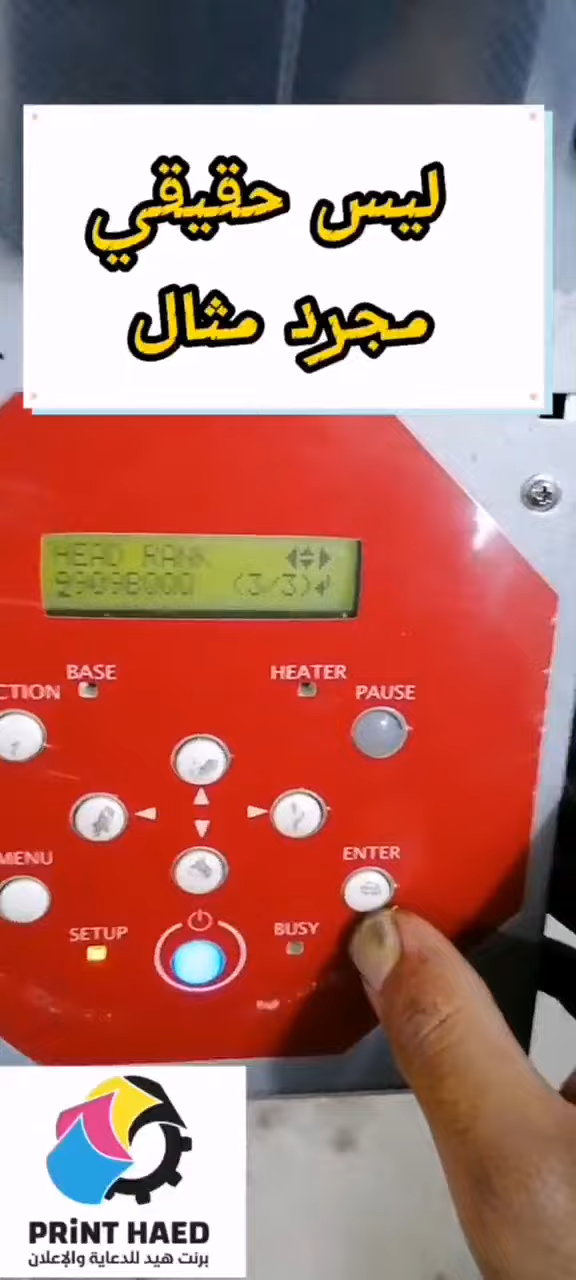 ليس حقيقي
مجرد مثال
HEAD RANK
(3/3)
BASE
HEATER
CTION
PAUSE
MENU
ENTER
SETUP
BUSY
PRiNT HAED
برنت هيد للدعاية والإعلان